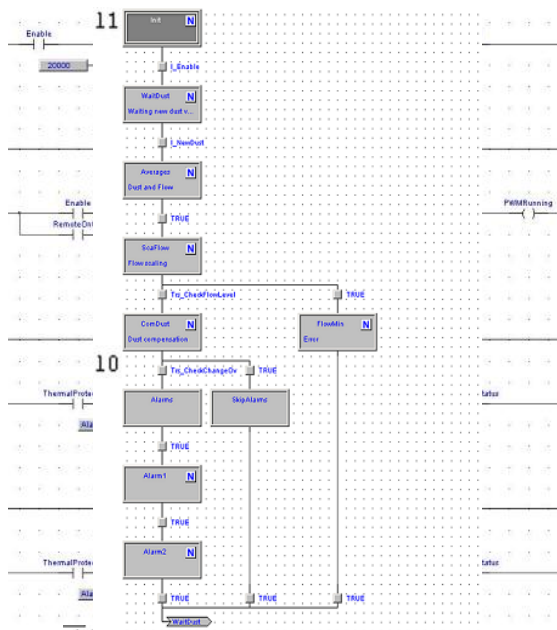 11
Init N
Enable
I_Enable
20000
WaitDust N
Waiting new dust v...
I_NewDust
Averages N
Dust and Flow
Enable
PWMRunning
TRUE
ScaFlow N
Flow scaling
Trs_CheckFlowLevel TRUE
ComDust N FlowMin N
Dust compensation Error
10
Trs_CheckChangeOv TRUE
ThermalProte
Alarms SkipAlarms
tatus
Ala
TRUE
Alarm1 N
TRUE
Alarm2 N
ThermalProte
tatus
Ala
TRUE TRUE TRUE
WaitDust